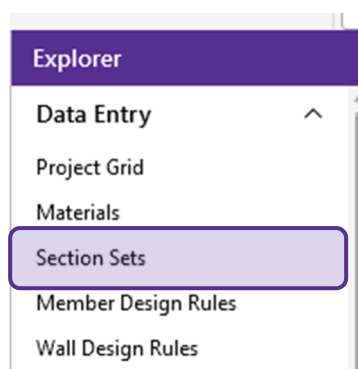 Explorer
Data Entry
Project Grid
Materials
Section Sets
Member Design Rules
Wall Design Rules